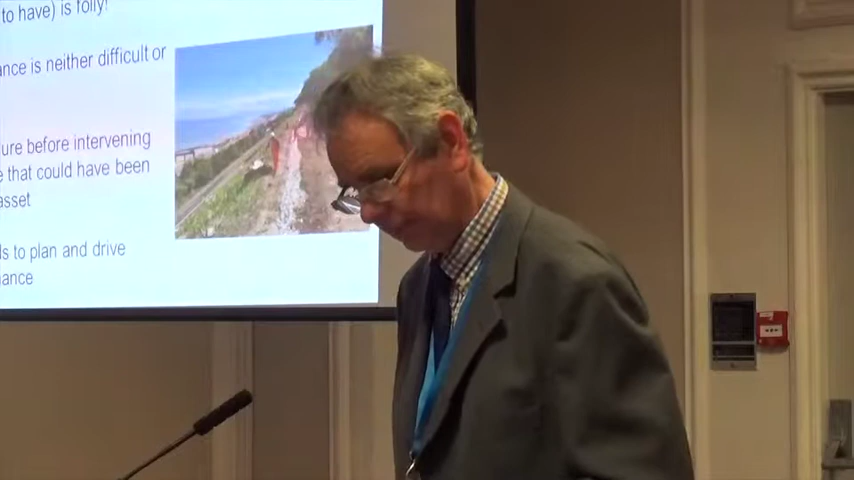 to have) is folly!
ance is neither difficult or
ure before intervening
e that could have been
asset
ls to plan and drive
nance